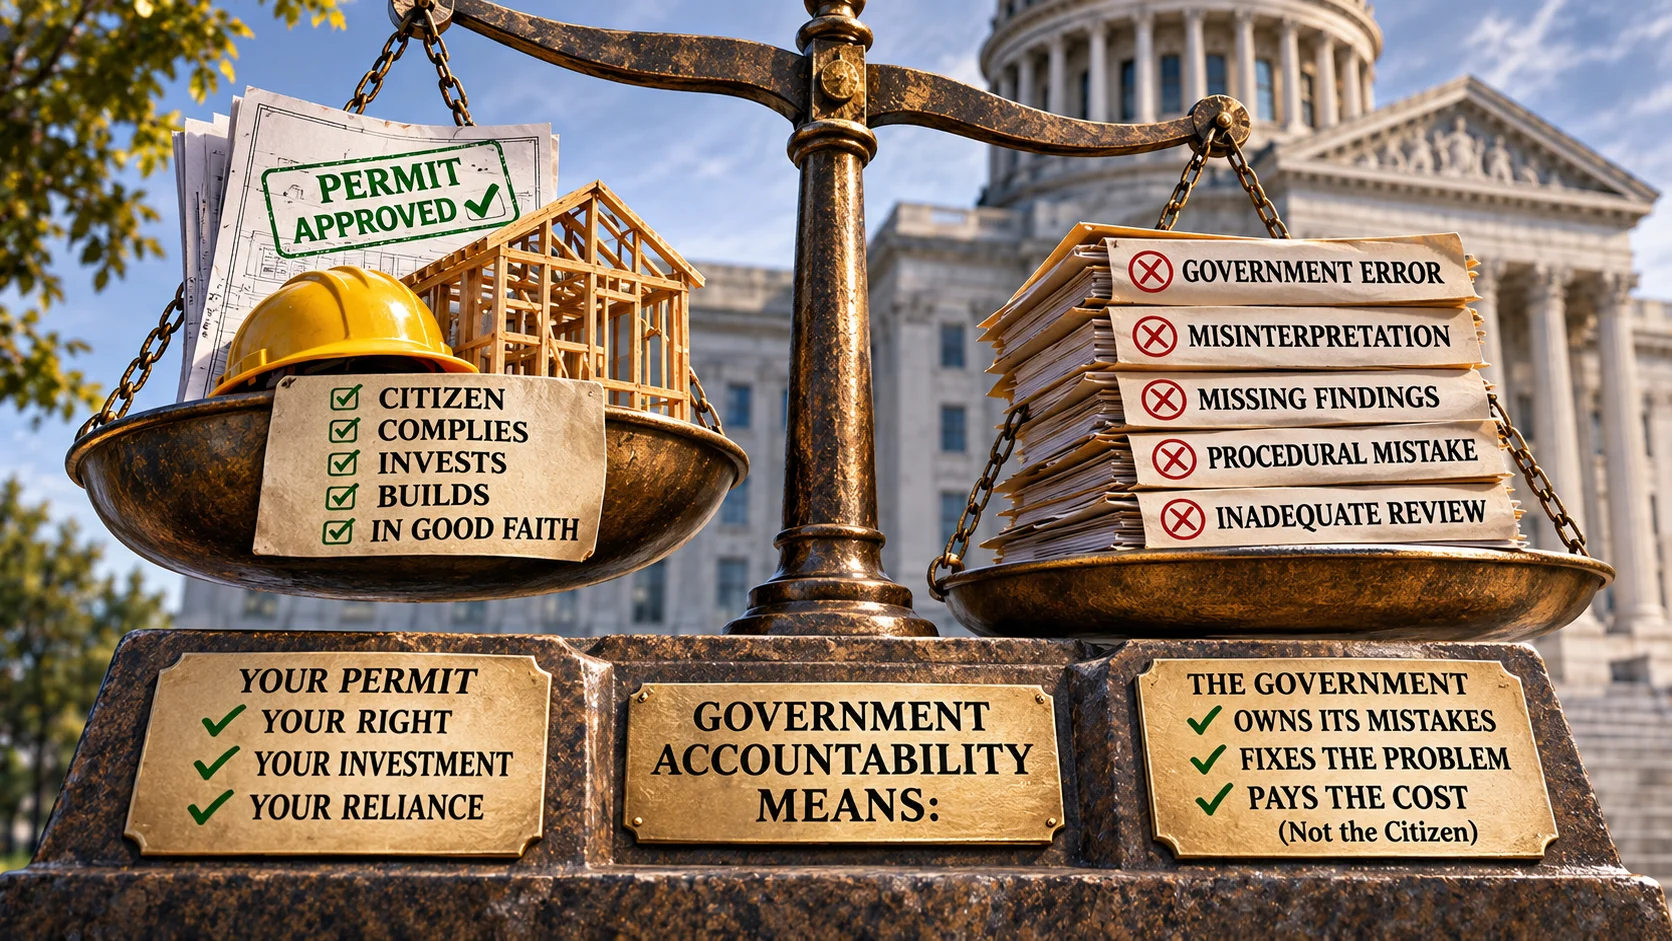 PERMIT
APPROVED
CITIZEN
COMPLIES
INVESTS
BUILDS
IN GOOD FAITH
GOVERNMENT ERROR
MISINTERPRETATION
MISSING FINDINGS
PROCEDURAL MISTAKE
INADEQUATE REVIEW
YOUR PERMIT
YOUR RIGHT
YOUR INVESTMENT
YOUR RELIANCE
GOVERNMENT
ACCOUNTABILITY
MEANS:
THE GOVERNMENT
OWNS ITS MISTAKES
FIXES THE PROBLEM
PAYS THE COST
(Not the Citizen)